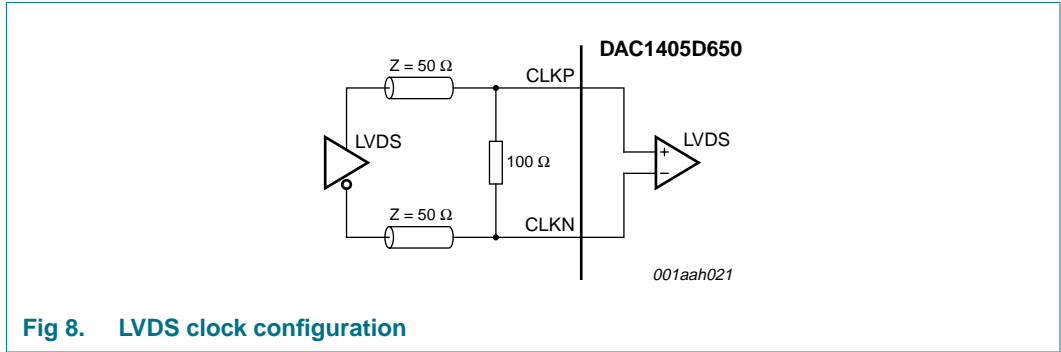 DAC1405D650
Z = 50 Ω
CLKP
LVDS
LVDS
+
−
100 Ω
Z = 50 Ω
CLKN
001aah021
Fig 8. LVDS clock configuration